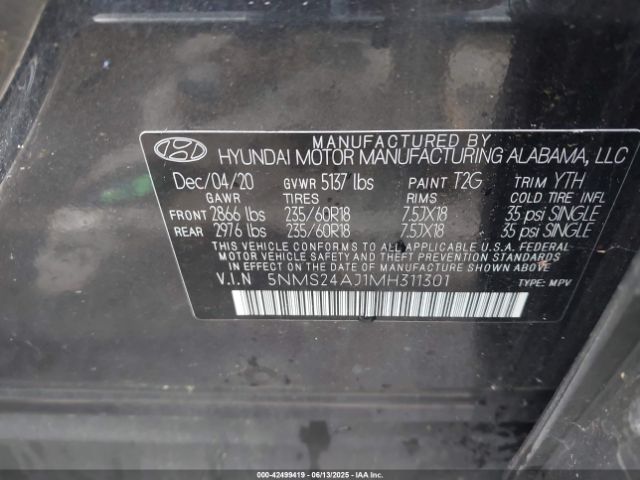 MANUFACTURED BY
HYUNDAI MOTOR MANUFACTURING ALABAMA, LLC
Dec/04/20 GVWR 5137 lbs PAINT T2G TRIM YTH
GAWR TIRES RIMS COLD TIRE INFL
FRONT 2866 lbs 235/60R18 7.5JX18 35 psi SINGLE
REAR 2976 lbs 235/60R18 7.5JX18 35 psi SINGLE
THIS VEHICLE CONFORMS TO ALL APPLICABLE U.S.A. FEDERAL
MOTOR VEHICLE SAFETY AND THEFT PREVENTION STANDARDS
IN EFFECT ON THE DATE OF MANUFACTURE SHOWN ABOVE.
V.I.N 5NMS24AJ1MH311301
TYPE: MPV
000-42499419 - 06/13/2025 - IAAI.COM